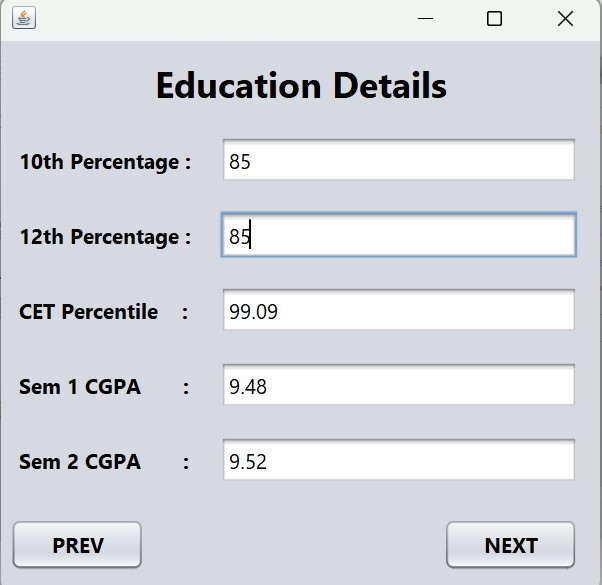 Education Details
10th Percentage : 85
12th Percentage : 85
CET Percentile : 99.09
Sem 1 CGPA : 9.48
Sem 2 CGPA : 9.52
PREV NEXT